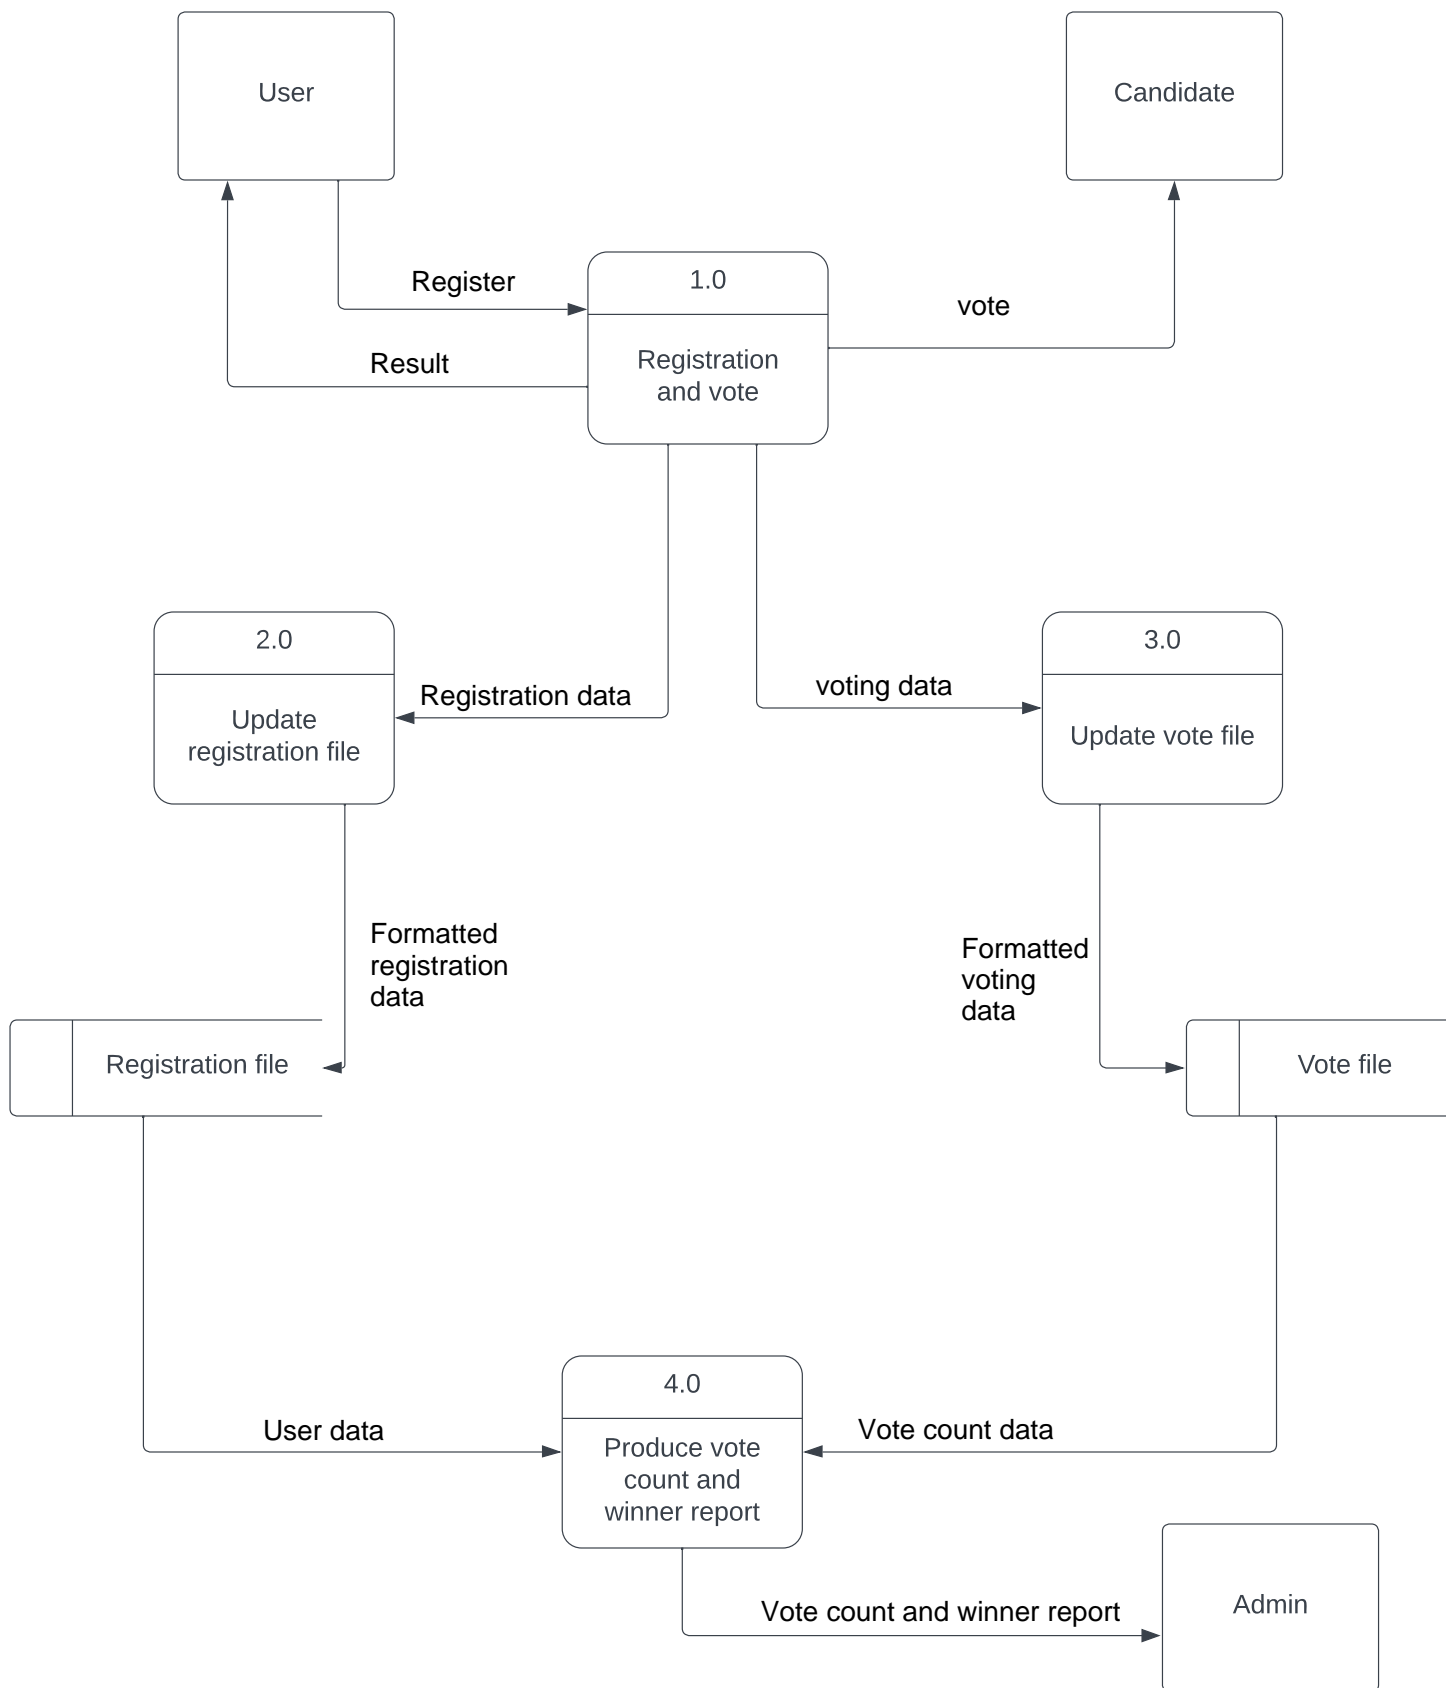 User
Candidate
Register
1.0
vote
Result
Registration
and vote
2.0
3.0
Registration data
voting data
Update
registration file
Update vote file
Formatted
registration
data
Formatted
voting
data
Registration file
Vote file
4.0
User data
Vote count data
Produce vote
count and
winner report
Vote count and winner report
Admin